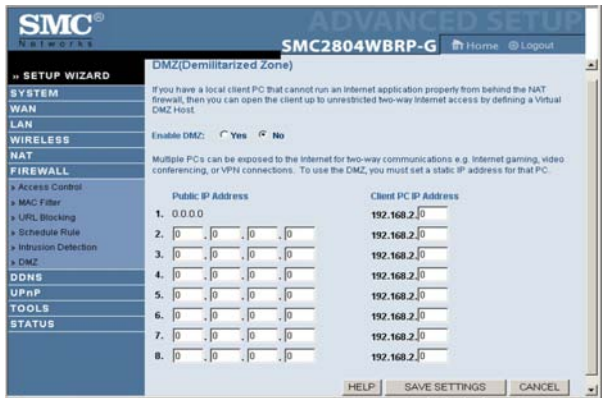 SMC®
Networks
ADVANCED SETUP
SMC2804WBRP-G
Home
Logout
» SETUP WIZARD
SYSTEM
WAN
LAN
WIRELESS
NAT
FIREWALL
» Access Control
» MAC Filter
» URL Blocking
» Schedule Rule
» Intrusion Detection
» DMZ
DDNS
UPnP
TOOLS
STATUS
DMZ(Demilitarized Zone)
If you have a local client PC that cannot run an Internet application properly from behind the NAT
firewall, then you can open the client up to unrestricted two-way Internet access by defining a Virtual
DMZ Host.
Enable DMZ: Yes No
Multiple PCs can be exposed to the Internet for two-way communications e.g. Internet gaming, video
conferencing, or VPN connections. To use the DMZ, you must set a static IP address for that PC.
Public IP Address Client PC IP Address
1. 0.0.0.0 192.168.2.0
2. 0 . 0 . 0 . 0 192.168.2.0
3. 0 . 0 . 0 . 0 192.168.2.0
4. 0 . 0 . 0 . 0 192.168.2.0
5. 0 . 0 . 0 . 0 192.168.2.0
6. 0 . 0 . 0 . 0 192.168.2.0
7. 0 . 0 . 0 . 0 192.168.2.0
8. 0 . 0 . 0 . 0 192.168.2.0
HELP SAVE SETTINGS CANCEL